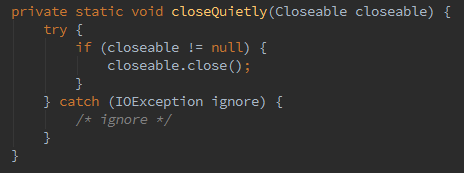 private static void closeQuietly(Closeable closeable) {
    try {
        if (closeable != null) {
            closeable.close();
        }
    } catch (IOException ignore) {
        /* ignore */
    }
}